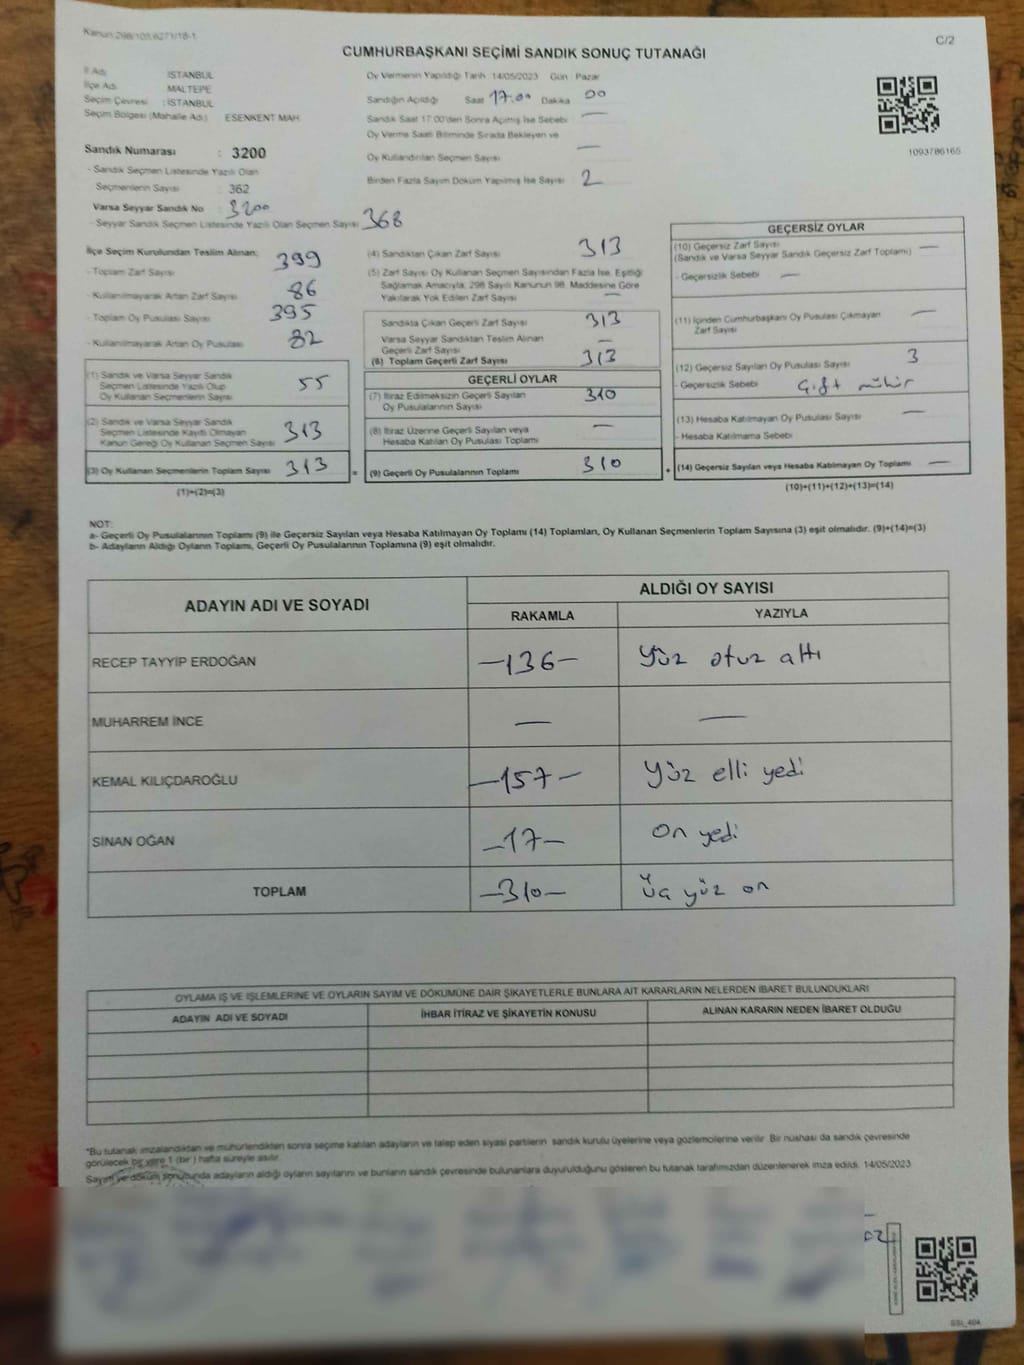 Kanun:298/103,6271/18-1
C/2
CUMHURBAŞKANI SEÇİMİ SANDIK SONUÇ TUTANAĞI
İl Adı : İSTANBUL
İlçe Adı : MALTEPE
Seçim Çevresi : İSTANBUL
Seçim Bölgesi (Mahalle Adı) : ESENKENT MAH
Sandık Numarası : 3200
- Sandık Seçmen Listesinde Yazılı Olan
Seçmenlerin Sayısı : 362
Varsa Seyyar Sandık No : 3200
- Seyyar Sandık Seçmen Listesinde Yazılı Olan Seçmen Sayısı 368
Oy Vermenin Yapıldığı Tarih 14/05/2023 Gün : Pazar
Sandığın Açıldığı Saat 17.00 Dakika 00
Sandık Saat 17:00'den Sonra Açılmış İse Sebebi —
Oy Verme Saati Bitiminde Sırada Bekleyen ve
Oy Kullandırılan Seçmen Sayısı —
Birden Fazla Sayım Döküm Yapılmış İse Sayısı 2
1093786165
İlçe Seçim Kurulundan Teslim Alınan;
- Toplam Zarf Sayısı 399
- Kullanılmayarak Artan Zarf Sayısı 86
- Toplam Oy Pusulası Sayısı 395
- Kullanılmayarak Artan Oy Pusulası 82
(1) Sandık ve Varsa Seyyar Sandık
Seçmen Listesinde Yazılı Olup
Oy Kullanan Seçmenlerin Sayısı 55
(2) Sandık ve Varsa Seyyar Sandık
Seçmen Listesinde Kayıtlı Olmayan
Kanun Gereği Oy Kullanan Seçmen Sayısı 313
(3) Oy Kullanan Seçmenlerin Toplam Sayısı 313
(1)+(2)=(3)
(4) Sandıktan Çıkan Zarf Sayısı 313
(5) Zarf Sayısı Oy Kullanan Seçmen Sayısından Fazla İse, Eşitliği
Sağlamak Amacıyla, 298 Sayılı Kanunun 98. Maddesine Göre
Yakılarak Yok Edilen Zarf Sayısı —
Sandıkta Çıkan Geçerli Zarf Sayısı 313
Varsa Seyyar Sandıktan Teslim Alınan
Geçerli Zarf Sayısı —
(6) Toplam Geçerli Zarf Sayısı 313
GEÇERLİ OYLAR
(7) İtiraz Edilmeksizin Geçerli Sayılan
Oy Pusulalarının Sayısı 310
(8) İtiraz Üzerine Geçerli Sayılan veya
Hesaba Katılan Oy Pusulası Toplamı —
= (9) Geçerli Oy Pusulalarının Toplamı 310
GEÇERSİZ OYLAR
(10) Geçersiz Zarf Sayısı —
(Sandık ve Varsa Seyyar Sandık Geçersiz Zarf Toplamı)
- Geçersizlik Sebebi —
(11) İçinden Cumhurbaşkanı Oy Pusulası Çıkmayan —
Zarf Sayısı
(12) Geçersiz Sayılan Oy Pusulası Sayısı 3
- Geçersizlik Sebebi Çift mühür
(13) Hesaba Katılmayan Oy Pusulası Sayısı —
- Hesaba Katılmama Sebebi
+ (14) Geçersiz Sayılan veya Hesaba Katılmayan Oy Toplamı —
(10)+(11)+(12)+(13)=(14)
NOT:
a- Geçerli Oy Pusulalarının Toplamı (9) ile Geçersiz Sayılan veya Hesaba Katılmayan Oy Toplamı (14) Toplamları, Oy Kullanan Seçmenlerin Toplam Sayısına (3) eşit olmalıdır. (9)+(14)=(3)
b- Adayların Aldığı Oyların Toplamı, Geçerli Oy Pusulalarının Toplamına (9) eşit olmalıdır.
ADAYIN ADI VE SOYADI
ALDIĞI OY SAYISI
RAKAMLA YAZIYLA
RECEP TAYYİP ERDOĞAN —136— Yüz otuz altı
MUHARREM İNCE — —
KEMAL KILIÇDAROĞLU —157— Yüz elli yedi
SİNAN OĞAN —17— On yedi
TOPLAM —310— Üç yüz on
OYLAMA İŞ VE İŞLEMLERİNE VE OYLARIN SAYIM VE DÖKÜMÜNE DAİR ŞİKAYETLERLE BUNLARA AİT KARARLARIN NELERDEN İBARET BULUNDUKLARI
ADAYIN ADI VE SOYADI İHBAR İTİRAZ VE ŞİKAYETİN KONUSU ALINAN KARARIN NEDEN İBARET OLDUĞU
*Bu tutanak imzalandıktan ve mühürlendikten sonra seçime katılan adayların ve talep eden siyasi partilerin sandık kurulu üyelerine veya gözlemcilerine verilir. Bir nüshası da sandık çevresinde
görülecek bir yere 1 (bir) hafta süreyle asılır.
Sayım ve döküm sonucunda adayların aldığı oyların sayılarını ve bunların sandık çevresinde bulunanlara duyurulduğunu gösteren bu tutanak tarafımızdan düzenlenerek imza edildi. 14/05/2023
SSİ_404